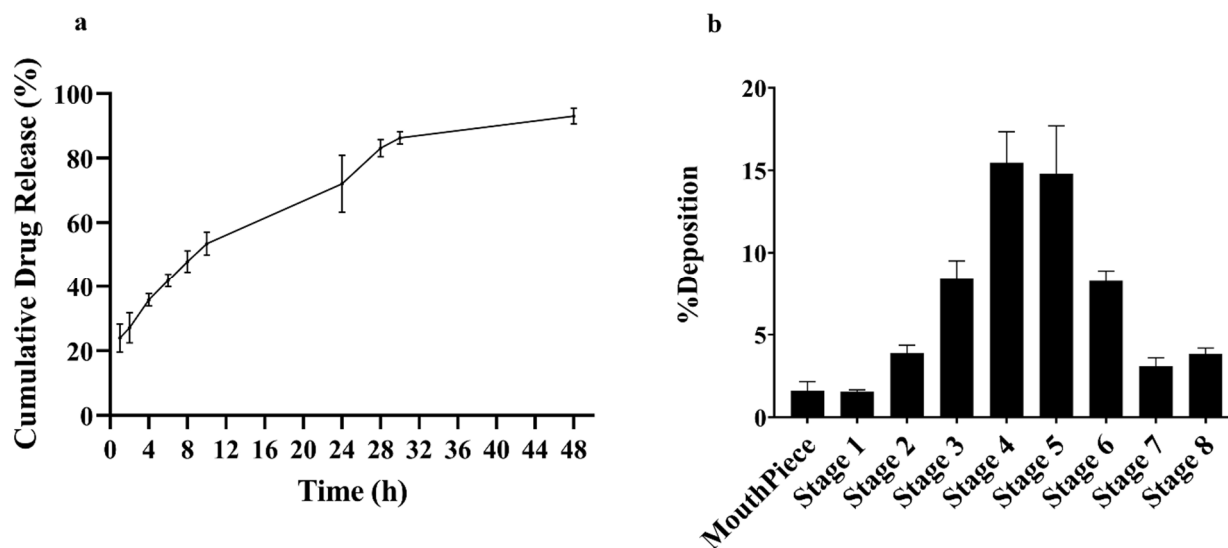 a
Cumulative Drug Release (%)
100
80
60
40
20
0
0 4 8 12 16 20 24 28 32 36 40 44 48
Time (h)
b
%Deposition
20
15
10
5
0
MouthPiece
Stage 1
Stage 2
Stage 3
Stage 4
Stage 5
Stage 6
Stage 7
Stage 8